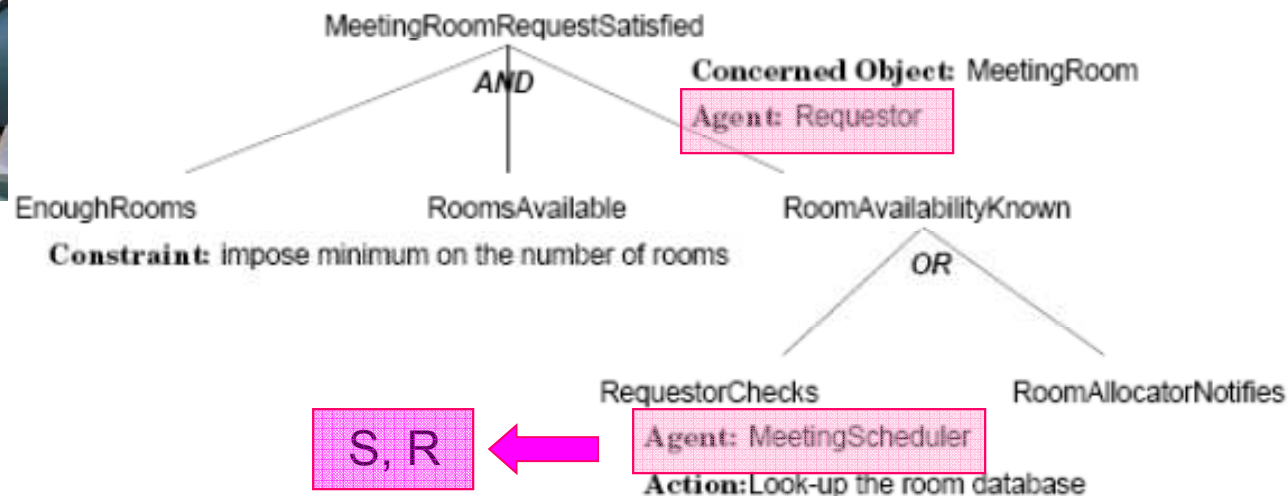 MeetingRoomRequestSatisfied
AND
Concerned Object: MeetingRoom
Agent: Requestor
EnoughRooms
RoomsAvailable
RoomAvailabilityKnown
Constraint: impose minimum on the number of rooms
OR
RequestorChecks
RoomAllocatorNotifies
S, R
Agent: MeetingScheduler
Action:Look-up the room database